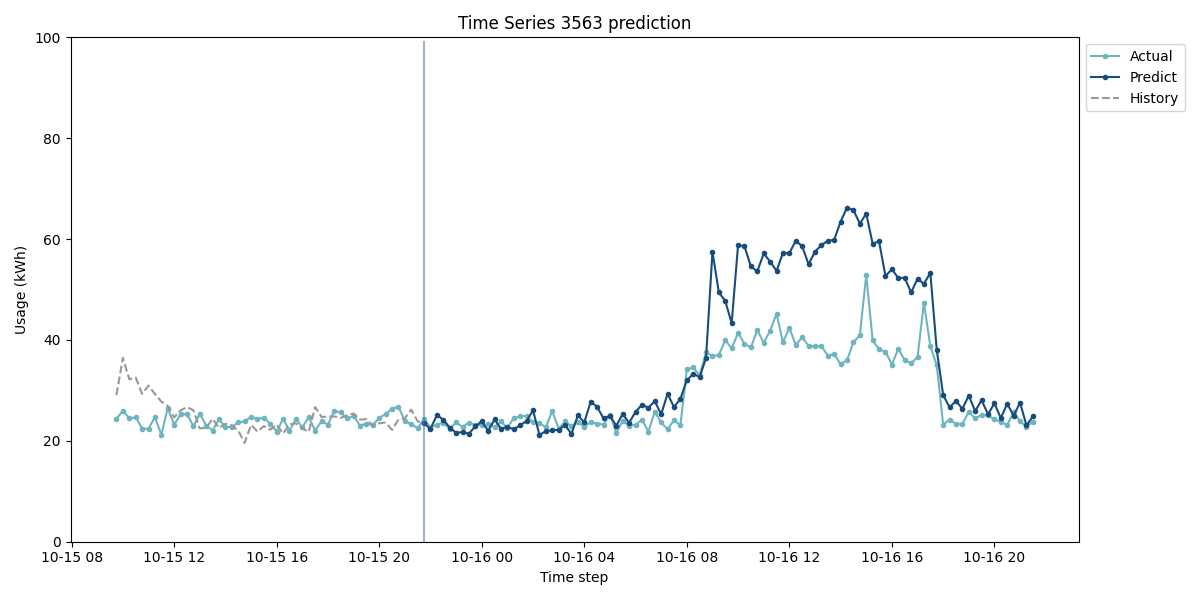 Time Series 3563 prediction
100
80
60
40
20
0
Usage (kWh)
10-15 08
10-15 12
10-15 16
10-15 20
10-16 00
10-16 04
10-16 08
10-16 12
10-16 16
10-16 20
Time step
Actual
Predict
History